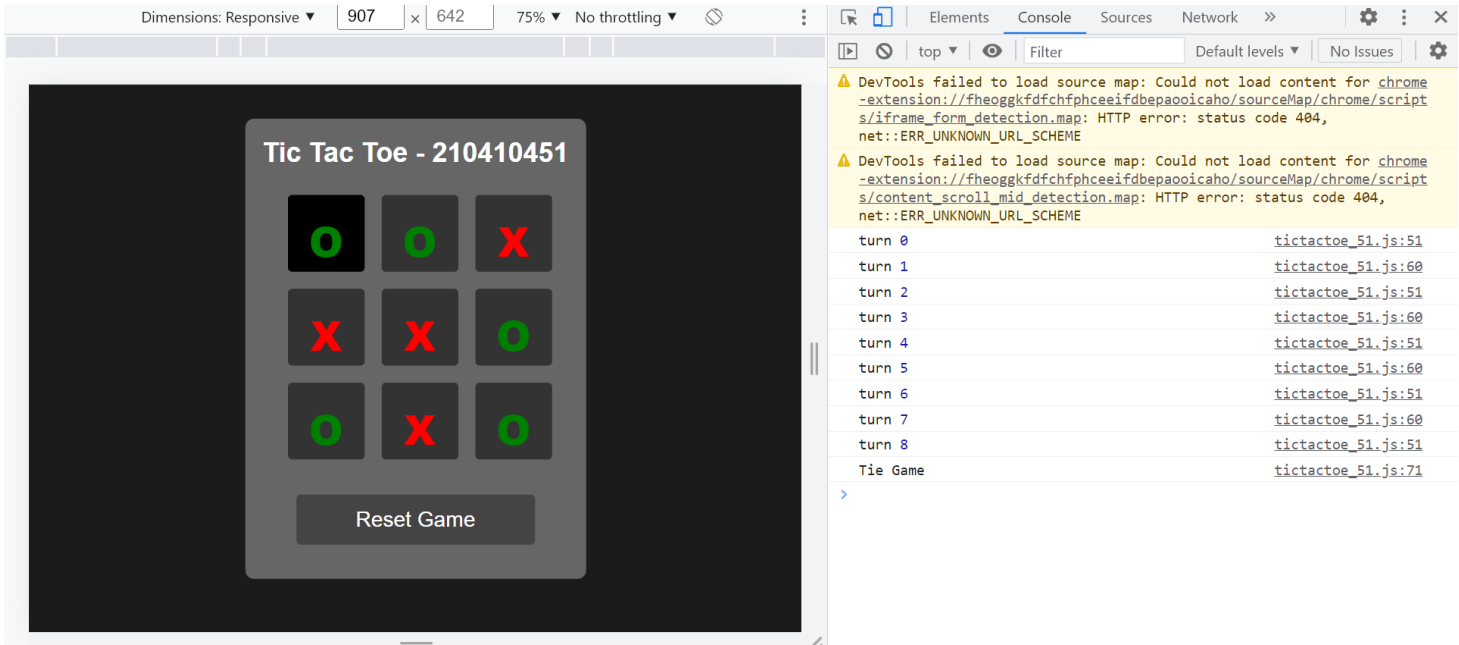 Dimensions: Responsive ▼ 907 × 642 75% ▼ No throttling ▼
Elements Console Sources Network »
top ▼ Filter Default levels ▼ No Issues
Tic Tac Toe - 210410451
o o x
x x o
o x o
Reset Game
DevTools failed to load source map: Could not load content for chrome
-extension://fheoggkfdfchfphceeifdbepaooicaho/sourceMap/chrome/script
s/iframe_form_detection.map: HTTP error: status code 404,
net::ERR_UNKNOWN_URL_SCHEME
DevTools failed to load source map: Could not load content for chrome
-extension://fheoggkfdfchfphceeifdbepaooicaho/sourceMap/chrome/script
s/content_scroll_mid_detection.map: HTTP error: status code 404,
net::ERR_UNKNOWN_URL_SCHEME
turn 0 tictactoe_51.js:51
turn 1 tictactoe_51.js:60
turn 2 tictactoe_51.js:51
turn 3 tictactoe_51.js:60
turn 4 tictactoe_51.js:51
turn 5 tictactoe_51.js:60
turn 6 tictactoe_51.js:51
turn 7 tictactoe_51.js:60
turn 8 tictactoe_51.js:51
Tie Game tictactoe_51.js:71
>